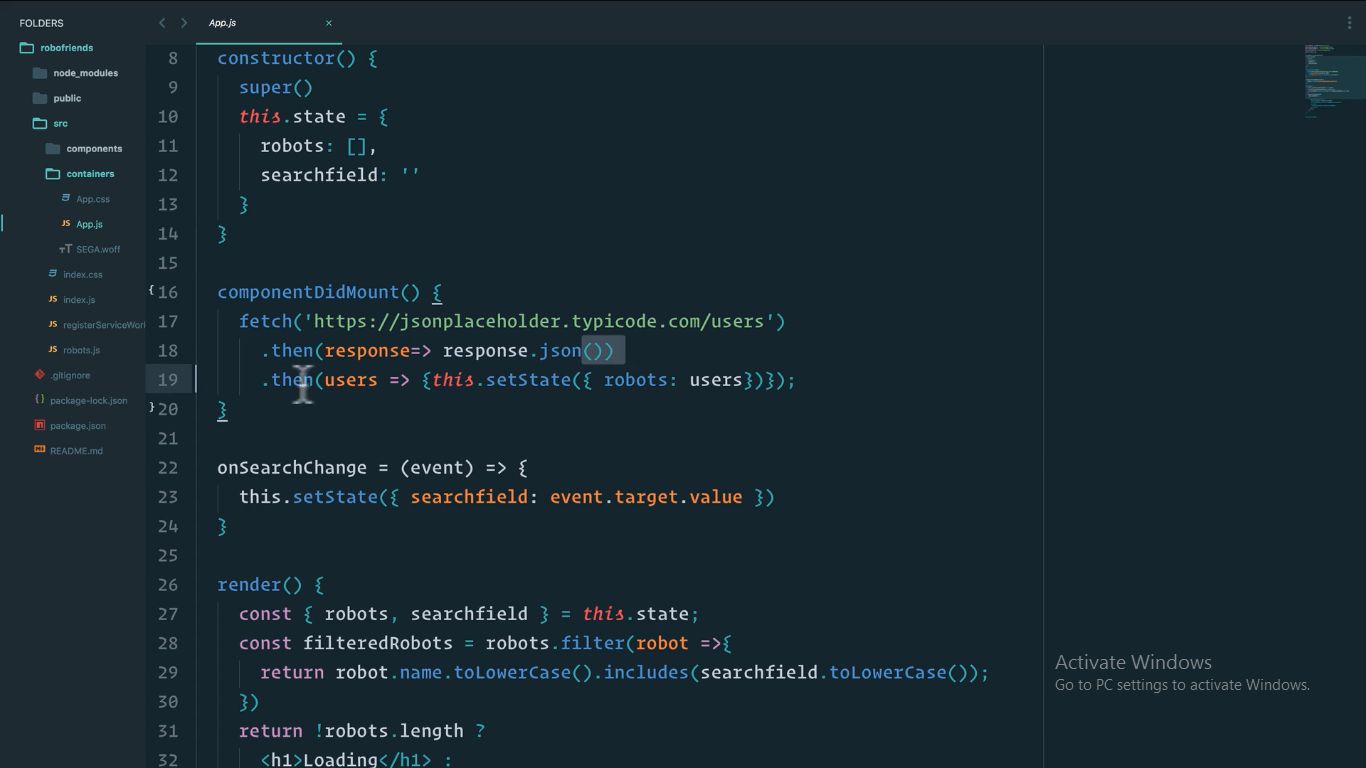 FOLDERS
robofriends
node_modules
public
src
components
containers
App.css
JS App.js
SEGA.woff
index.css
JS index.js
JS registerServiceWor
JS robots.js
.gitignore
package-lock.json
package.json
README.md
App.js ×
8 constructor() {
9 super()
10 this.state = {
11 robots: [],
12 searchfield: ''
13 }
14 }
15
{ 16 componentDidMount() {
17 fetch('https://jsonplaceholder.typicode.com/users')
18 .then(response=> response.json())
19 .then(users => {this.setState({ robots: users})});
} 20 }
21
22 onSearchChange = (event) => {
23 this.setState({ searchfield: event.target.value })
24 }
25
26 render() {
27 const { robots, searchfield } = this.state;
28 const filteredRobots = robots.filter(robot =>{
29 return robot.name.toLowerCase().includes(searchfield.toLowerCase());
30 })
31 return !robots.length ?
32 <h1>Loading</h1> :
Activate Windows
Go to PC settings to activate Windows.